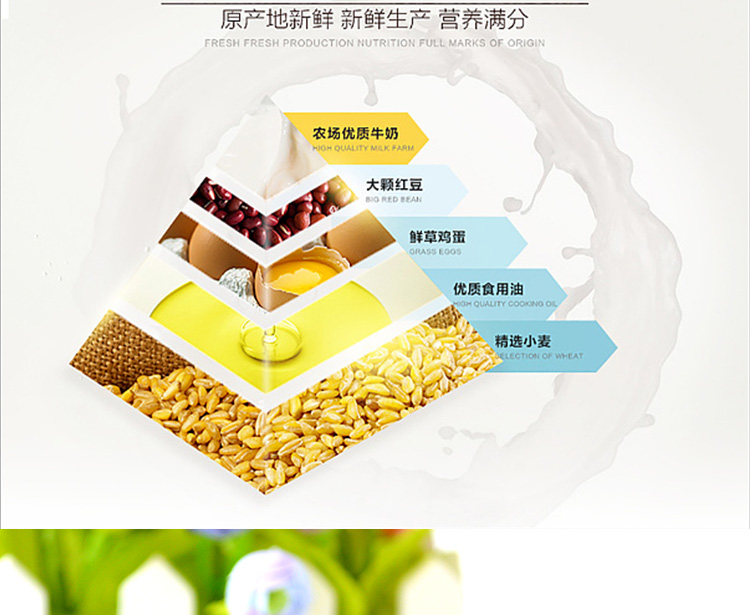 原产地新鲜 新鲜生产 营养满分
FRESH FRESH PRODUCTION NUTRITION FULL MARKS OF ORIGIN
农场优质牛奶
HIGH QUALITY MILK FARM
大颗红豆
BIG RED BEAN
鲜草鸡蛋
GRASS EGGS
优质食用油
HIGH QUALITY COOKING OIL
精选小麦
SELECTION OF WHEAT